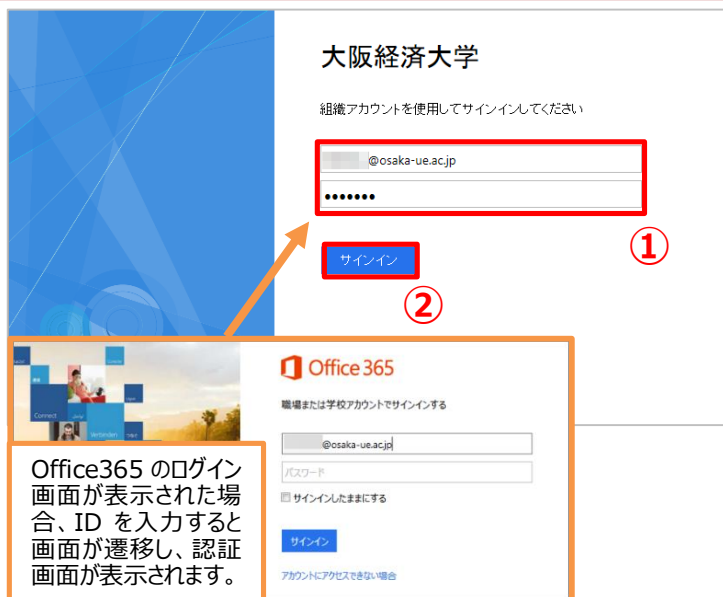 大阪経済大学
組織アカウントを使用してサインインしてください
@osaka-ue.ac.jp
•••••••
①
サインイン
②
Office 365
職場または学校アカウントでサインインする
@osaka-ue.ac.jp
パスワード
サインインしたままにする
サインイン
アカウントにアクセスできない場合
Connect
Verbinden
Office365 のログイン
画面が表示された場
合、ID を入力すると
画面が遷移し、認証
画面が表示されます。